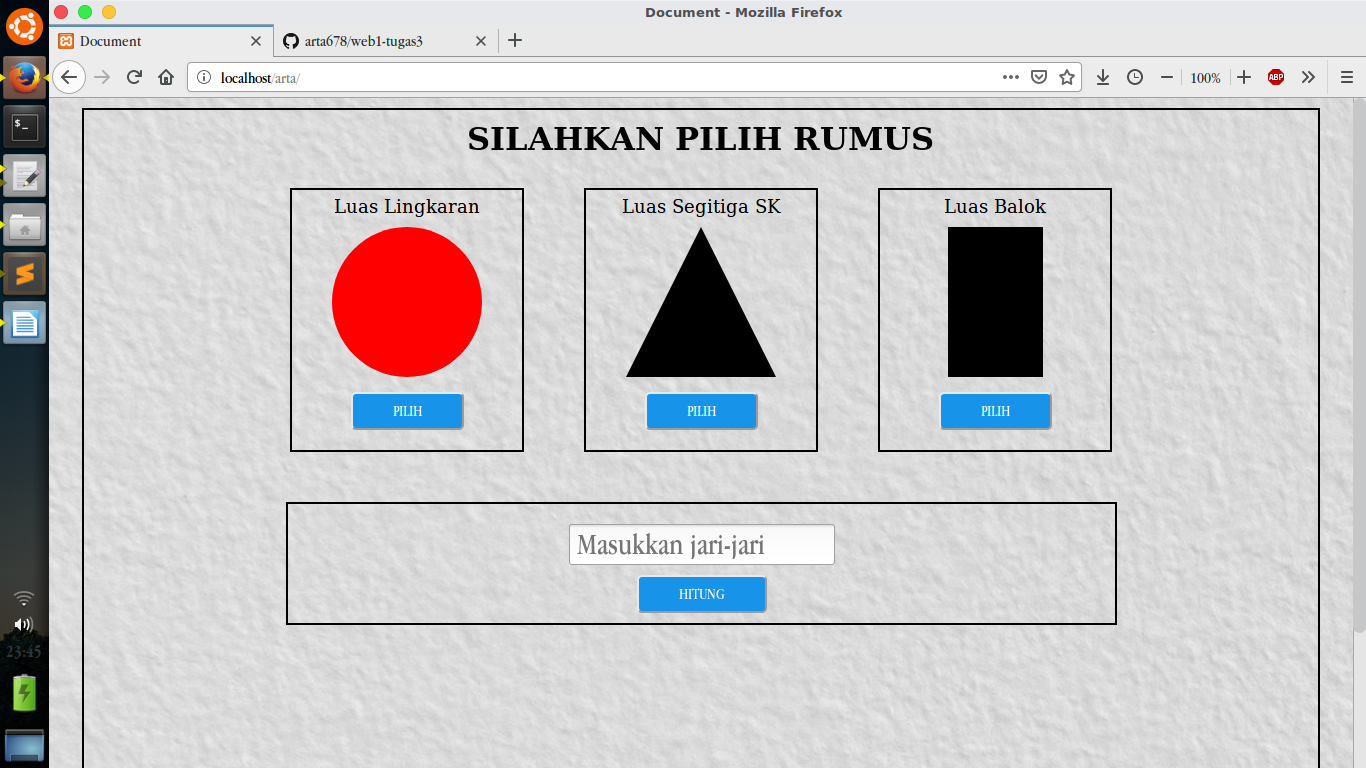 Document - Mozilla Firefox
Document
arta678/web1-tugas3
localhost/arta/
100%
ABP
$_
SILAHKAN PILIH RUMUS
Luas Lingkaran
Luas Segitiga SK
Luas Balok
PILIH
PILIH
PILIH
Masukkan jari-jari
HITUNG
23:45